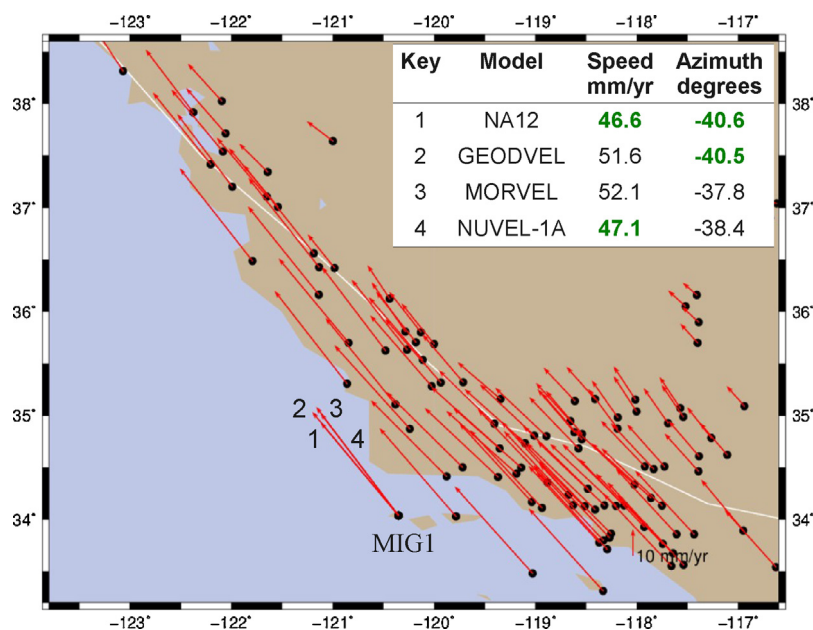 −123° −122° −121° −120° −119° −118° −117°
Key Model Speed mm/yr Azimuth degrees
1 NA12 46.6 -40.6
2 GEODVEL 51.6 -40.5
3 MORVEL 52.1 -37.8
4 NUVEL-1A 47.1 -38.4
38° 38°
37° 37°
36° 36°
35° 35°
2 3
1 4
34° 34°
MIG1
10 mm/yr
−123° −122° −121° −120° −119° −118° −117°